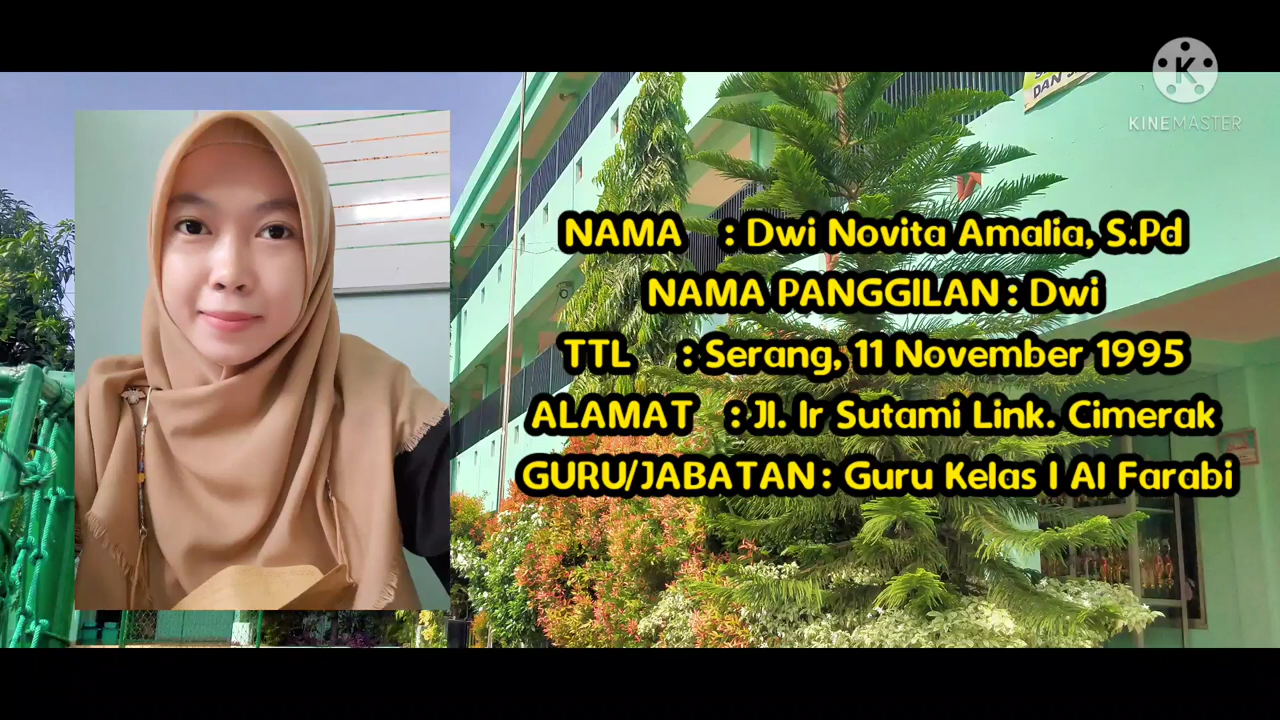 DAN S
K
KINEMASTER
NAMA : Dwi Novita Amalia, S.Pd
NAMA PANGGILAN : Dwi
TTL : Serang, 11 November 1995
ALAMAT : Jl. Ir Sutami Link. Cimerak
GURU/JABATAN : Guru Kelas I Al Farabi